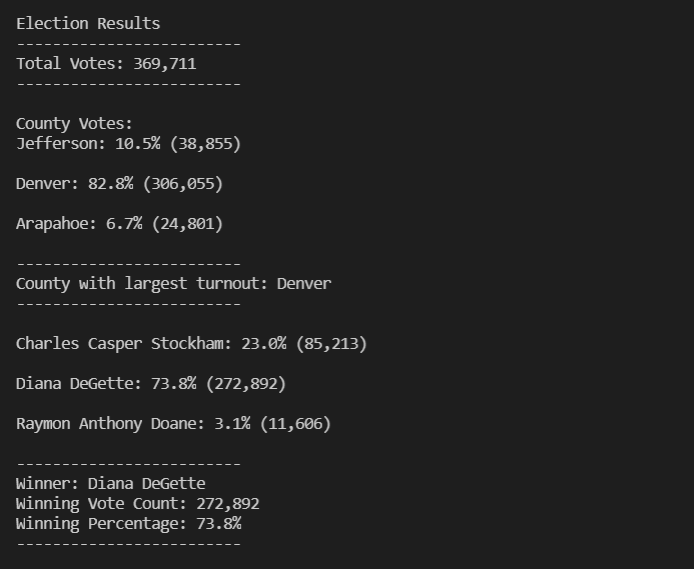 Election Results
-------------------------
Total Votes: 369,711
-------------------------
County Votes:
Jefferson: 10.5% (38,855)
Denver: 82.8% (306,055)
Arapahoe: 6.7% (24,801)
-------------------------
County with largest turnout: Denver
-------------------------
Charles Casper Stockham: 23.0% (85,213)
Diana DeGette: 73.8% (272,892)
Raymon Anthony Doane: 3.1% (11,606)
-------------------------
Winner: Diana DeGette
Winning Vote Count: 272,892
Winning Percentage: 73.8%
-------------------------